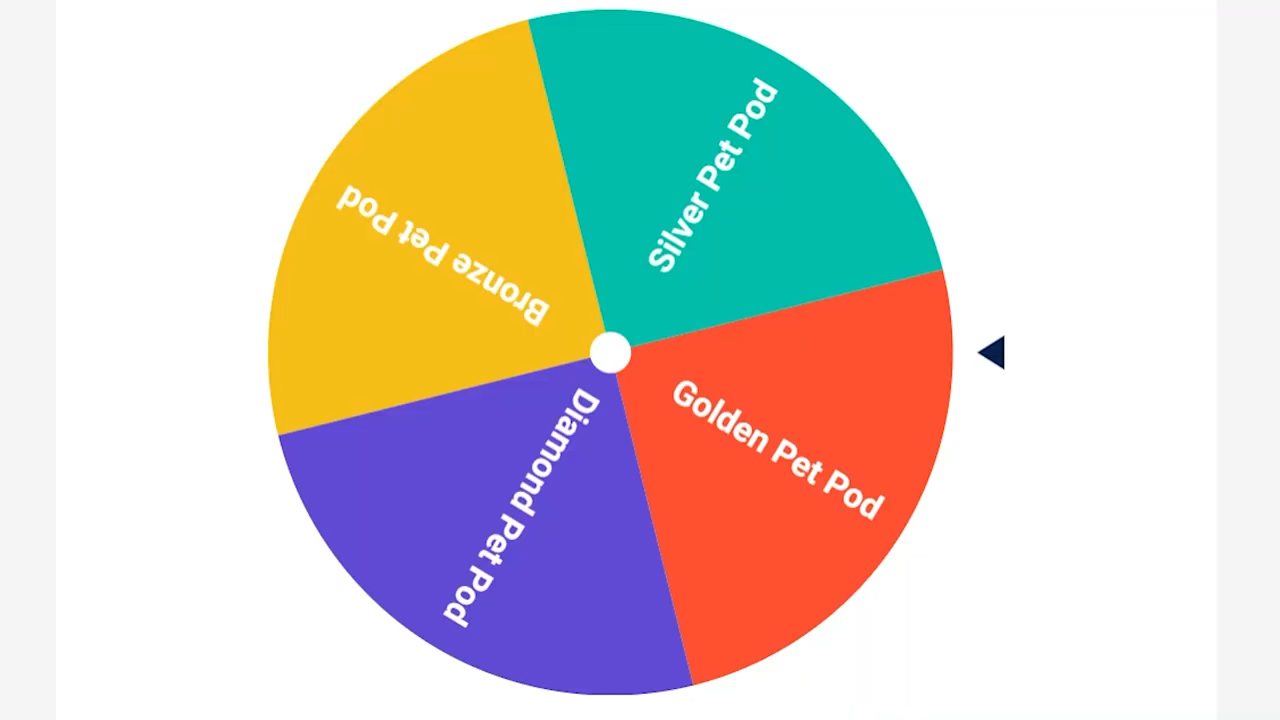 Silver Pet Pod
Bronze Pet Pod
Golden Pet Pod
Diamond Pet Pod